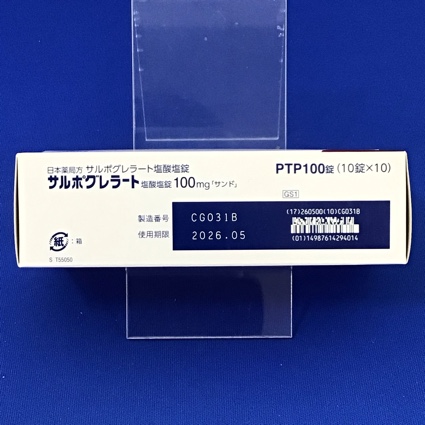 日本薬局方 サルポグレラート塩酸塩錠
サルポグレラート塩酸塩錠100mg「サンド」
PTP100錠(10錠×10)
GS1
製造番号 CG031B
使用期限 2026.05
(17)260500(10)CG031B
(01)14987614294014
紙:箱
S T55050